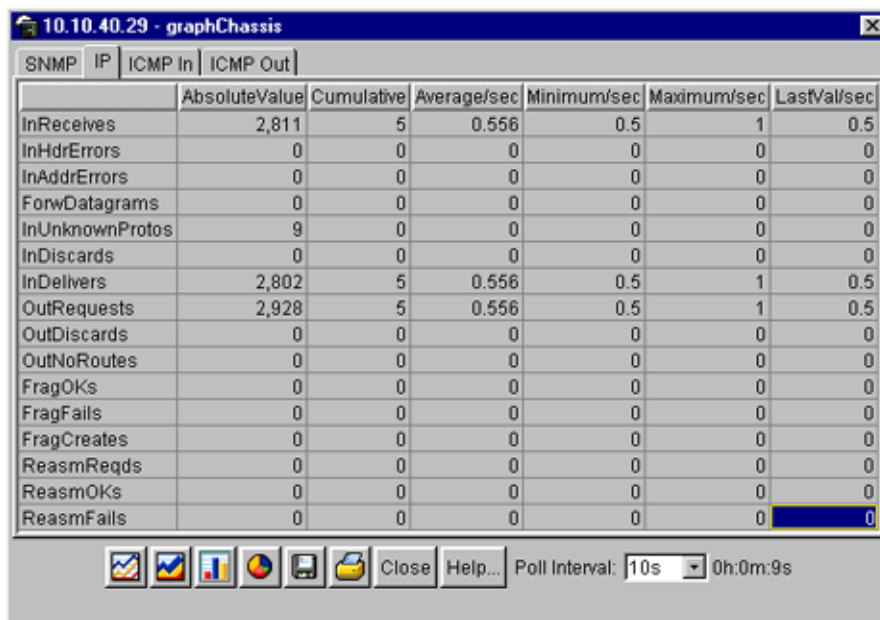 10.10.40.29 - graphChassis
SNMP IP ICMP In ICMP Out
AbsoluteValue Cumulative Average/sec Minimum/sec Maximum/sec LastVal/sec
InReceives 2,811 5 0.556 0.5 1 0.5
InHdrErrors 0 0 0 0 0 0
InAddrErrors 0 0 0 0 0 0
ForwDatagrams 0 0 0 0 0 0
InUnknownProtos 9 0 0 0 0 0
InDiscards 0 0 0 0 0 0
InDelivers 2,802 5 0.556 0.5 1 0.5
OutRequests 2,928 5 0.556 0.5 1 0.5
OutDiscards 0 0 0 0 0 0
OutNoRoutes 0 0 0 0 0 0
FragOKs 0 0 0 0 0 0
FragFails 0 0 0 0 0 0
FragCreates 0 0 0 0 0 0
ReasmReqds 0 0 0 0 0 0
ReasmOKs 0 0 0 0 0 0
ReasmFails 0 0 0 0 0 0
Close Help... Poll Interval: 10s 0h:0m:9s